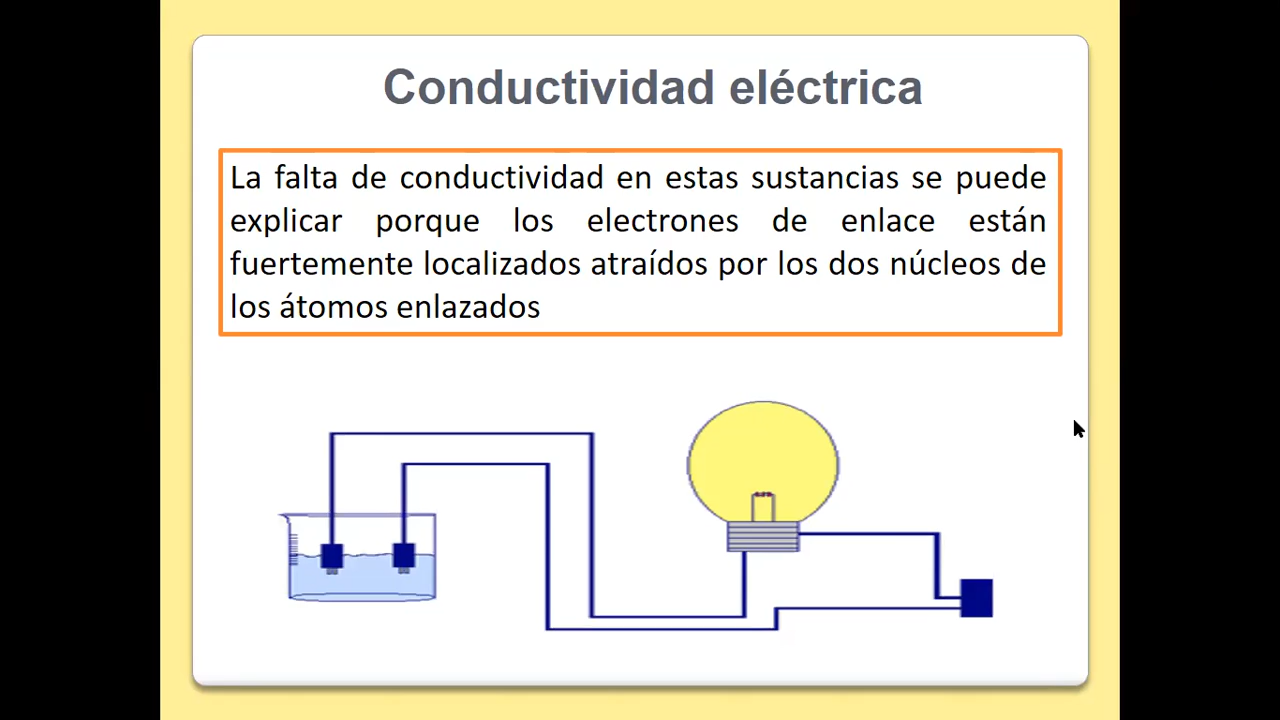 Conductividad eléctrica
La falta de conductividad en estas sustancias se puede
explicar porque los electrones de enlace están
fuertemente localizados atraídos por los dos núcleos de
los átomos enlazados